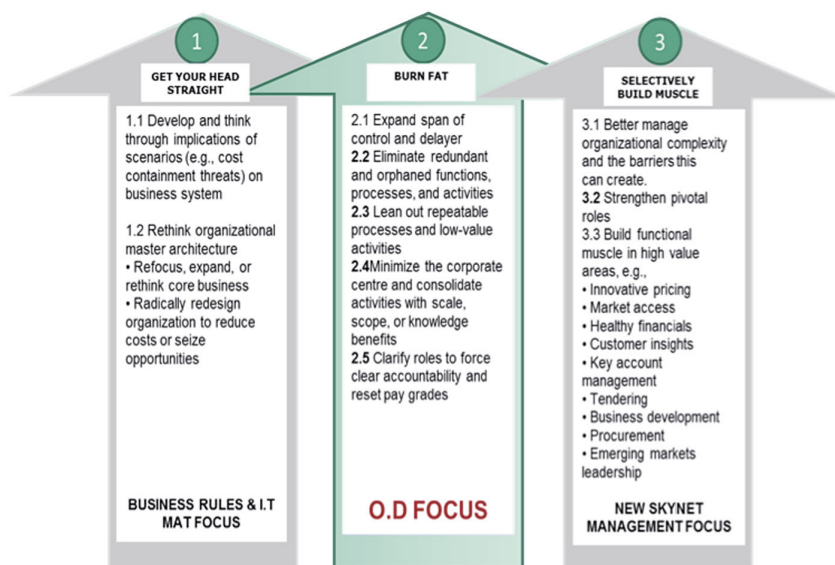 1
GET YOUR HEAD
STRAIGHT
1.1 Develop and think
through implications of
scenarios (e.g., cost
containment threats) on
business system
1.2 Rethink organizational
master architecture
• Refocus, expand, or
rethink core business
• Radically redesign
organization to reduce
costs or seize
opportunities
BUSINESS RULES & I.T
MAT FOCUS
2
BURN FAT
2.1 Expand span of
control and delayer
2.2 Eliminate redundant
and orphaned functions,
processes, and activities
2.3 Lean out repeatable
processes and low-value
activities
2.4Minimize the corporate
centre and consolidate
activities with scale,
scope, or knowledge
benefits
2.5 Clarify roles to force
clear accountability and
reset pay grades
O.D FOCUS
3
SELECTIVELY
BUILD MUSCLE
3.1 Better manage
organizational complexity
and the barriers this
can create.
3.2 Strengthen pivotal
roles
3.3 Build functional
muscle in high value
areas, e.g.,
• Innovative pricing
• Market access
• Healthy financials
• Customer insights
• Key account
management
• Tendering
• Business development
• Procurement
• Emerging markets
leadership
NEW SKYNET
MANAGEMENT FOCUS